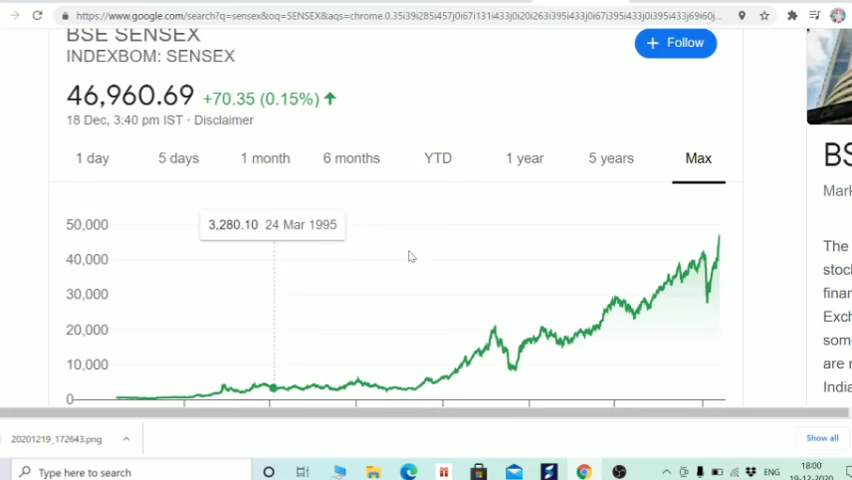 https://www.google.com/search?q=sensex&oq=SENSEX&aqs=chrome.0.35i39i285i457j0i67i131i433j0i20i263i395i433j0i67i395i433j0i395i433j69i60j...
BSE SENSEX
INDEXBOM: SENSEX
+ Follow
46,960.69 +70.35 (0.15%)
18 Dec, 3:40 pm IST · Disclaimer
1 day 5 days 1 month 6 months YTD 1 year 5 years Max
3,280.10 24 Mar 1995
50,000
40,000
30,000
20,000
10,000
0
BS
Mark
The
stoc
finan
Exch
som
are
Indi
20201219_172643.png
Show all
Type here to search
ENG
18:00
19-12-2020